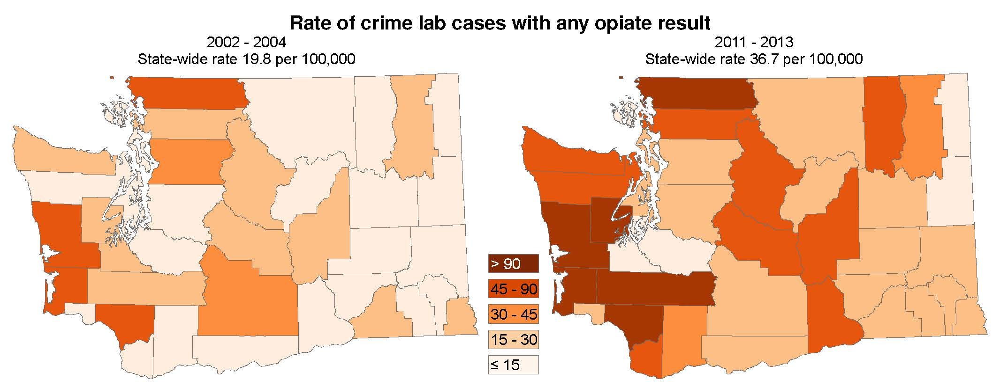 Rate of crime lab cases with any opiate result
2002 - 2004
State-wide rate 19.8 per 100,000
2011 - 2013
State-wide rate 36.7 per 100,000
> 90
45 - 90
30 - 45
15 - 30
≤ 15